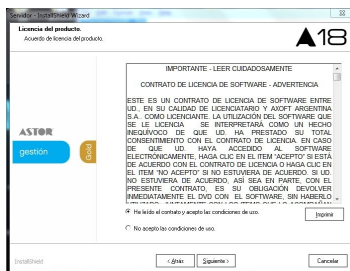 Servidor - InstallShield Wizard
Licencia del producto.
Acuerdo de licencia del producto.
A18
ASTOR
gestión
Gold
IMPORTANTE - LEER CUIDADOSAMENTE
CONTRATO DE LICENCIA DE SOFTWARE - ADVERTENCIA
ESTE ES UN CONTRATO DE LICENCIA DE SOFTWARE ENTRE
UD., EN SU CALIDAD DE LICENCIATARIO Y AXOFT ARGENTINA
S.A.. COMO LICENCIANTE. LA UTILIZACIÓN DEL SOFTWARE QUE
SE LE LICENCIA SE INTERPRETARÁ COMO UN HECHO
INEQUÍVOCO DE QUE UD. HA PRESTADO SU TOTAL
CONSENTIMIENTO CON EL CONTRATO DE LICENCIA. EN CASO
DE QUE UD. HAYA ACCEDIDO AL SOFTWARE
ELECTRÓNICAMENTE, HAGA CLIC EN EL ITEM "ACEPTO" SI ESTÁ
DE ACUERDO CON EL CONTRATO DE LICENCIA O HAGA CLIC EN
EL ITEM "NO ACEPTO" SI NO ESTUVIERA DE ACUERDO. SI UD.
NO ESTUVIERA DE ACUERDO, ASÍ SEA EN PARTE, CON EL
PRESENTE CONTRATO, ES SU OBLIGACIÓN DEVOLVER
INMEDIATAMENTE EL DVD CON EL SOFTWARE, SIN HABERLO
He leído el contrato y acepto las condiciones de uso.
Imprimir
No acepto las condiciones de uso.
InstallShield
< Atrás
Siguiente >
Cancelar